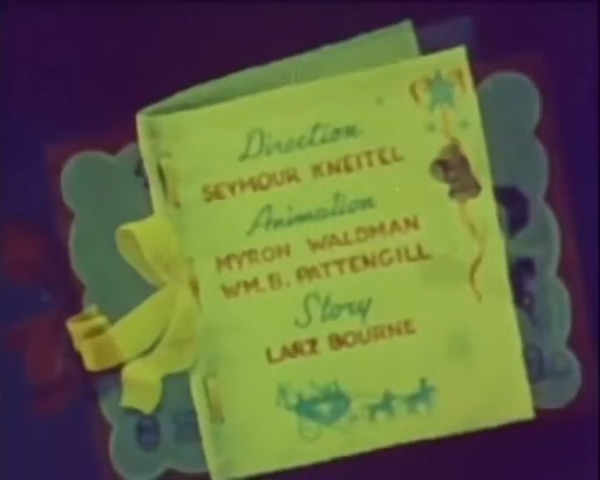 Direction
SEYMOUR KNEITEL
Animation
MYRON WALDMAN
WM. B. PATTENGILL
Story
LARZ BOURNE